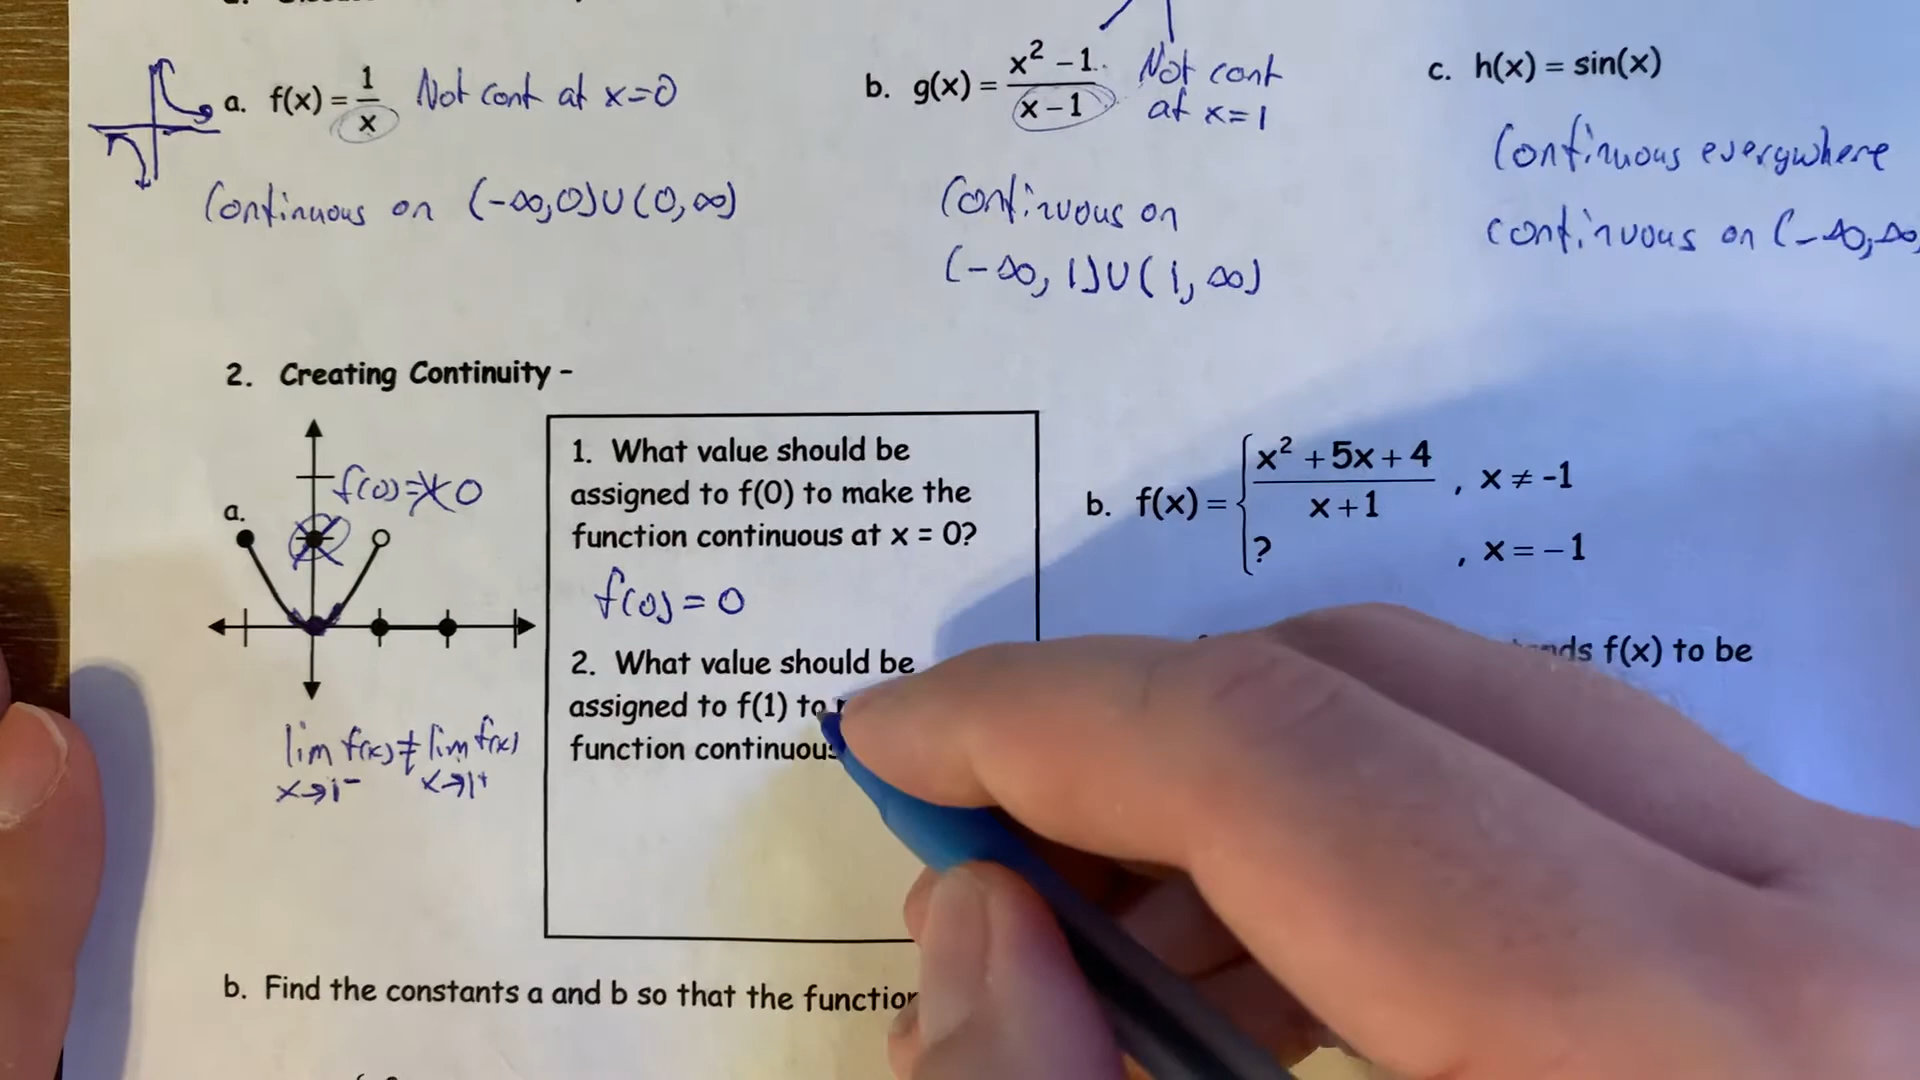 a. f(x) = 1/x Not cont at x=0
Continuous on (-∞,0)∪(0,∞)
b. g(x) = (x² - 1)/(x - 1) Not cont
at x=1
Continuous on
(-∞, 1)∪(1, ∞)
c. h(x) = sin(x)
Continuous everywhere
continuous on (-∞,∞
2. Creating Continuity -
a.
f(0)= 0
lim f(x) ≠ lim f(x)
x→1⁻ x→1⁺
1. What value should be
assigned to f(0) to make the
function continuous at x = 0?
f(0) = 0
2. What value should be
assigned to f(1) to
function continuous
b. f(x) = { (x² + 5x + 4)/(x + 1) , x ≠ -1
? , x = -1
f(x) to be
b. Find the constants a and b so that the function